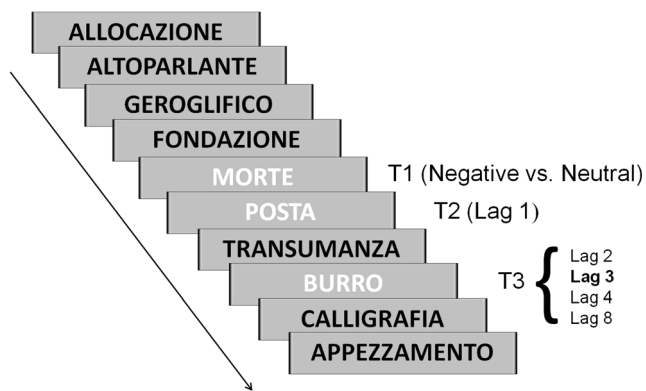 ALLOCAZIONE
ALTOPARLANTE
GEROGLIFICO
FONDAZIONE
MORTE T1 (Negative vs. Neutral)
POSTA T2 (Lag 1)
TRANSUMANZA
BURRO
CALLIGRAFIA
APPEZZAMENTO
T3
Lag 2
Lag 3
Lag 4
Lag 8